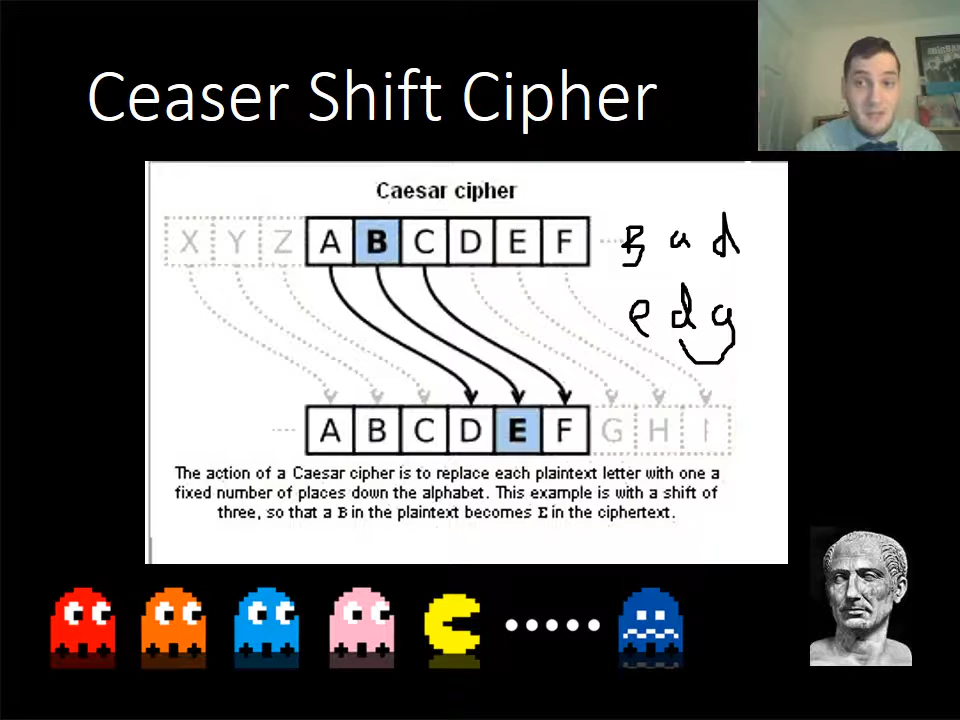 Ceaser Shift Cipher
Caesar cipher
X Y Z A B C D E F
B a d
e d g
A B C D E F G H I
The action of a Caesar cipher is to replace each plaintext letter with one a
fixed number of places down the alphabet. This example is with a shift of
three, so that a B in the plaintext becomes E in the ciphertext.